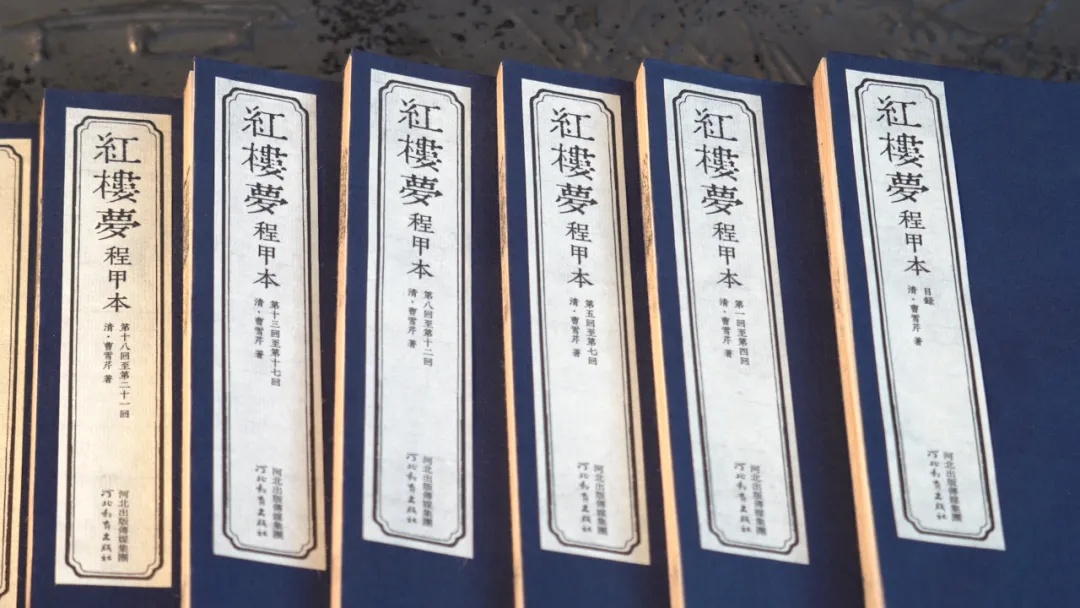 紅樓夢 程甲本
目録
清·曹雪芹 著
河北出版傳媒集團
河北教育出版社
紅樓夢 程甲本
第一回至第四回
清·曹雪芹 著
河北出版傳媒集團
河北教育出版社
紅樓夢 程甲本
第五回至第七回
清·曹雪芹 著
河北出版傳媒集團
河北教育出版社
紅樓夢 程甲本
第八回至第十二回
清·曹雪芹 著
河北出版傳媒集團
河北教育出版社
紅樓夢 程甲本
第十三回至第十七回
清·曹雪芹 著
河北出版傳媒集團
河北教育出版社
紅樓夢 程甲本
第十八回至第二十一回
清·曹雪芹 著
河北出版傳媒集團
河北教育出版社